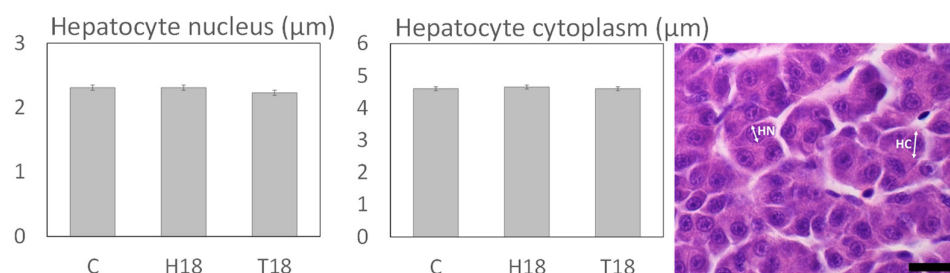 Hepatocyte nucleus (μm)
3
2
1
0
C H18 T18
Hepatocyte cytoplasm (μm)
6
5
4
3
2
1
0
C H18 T18
HN
HC